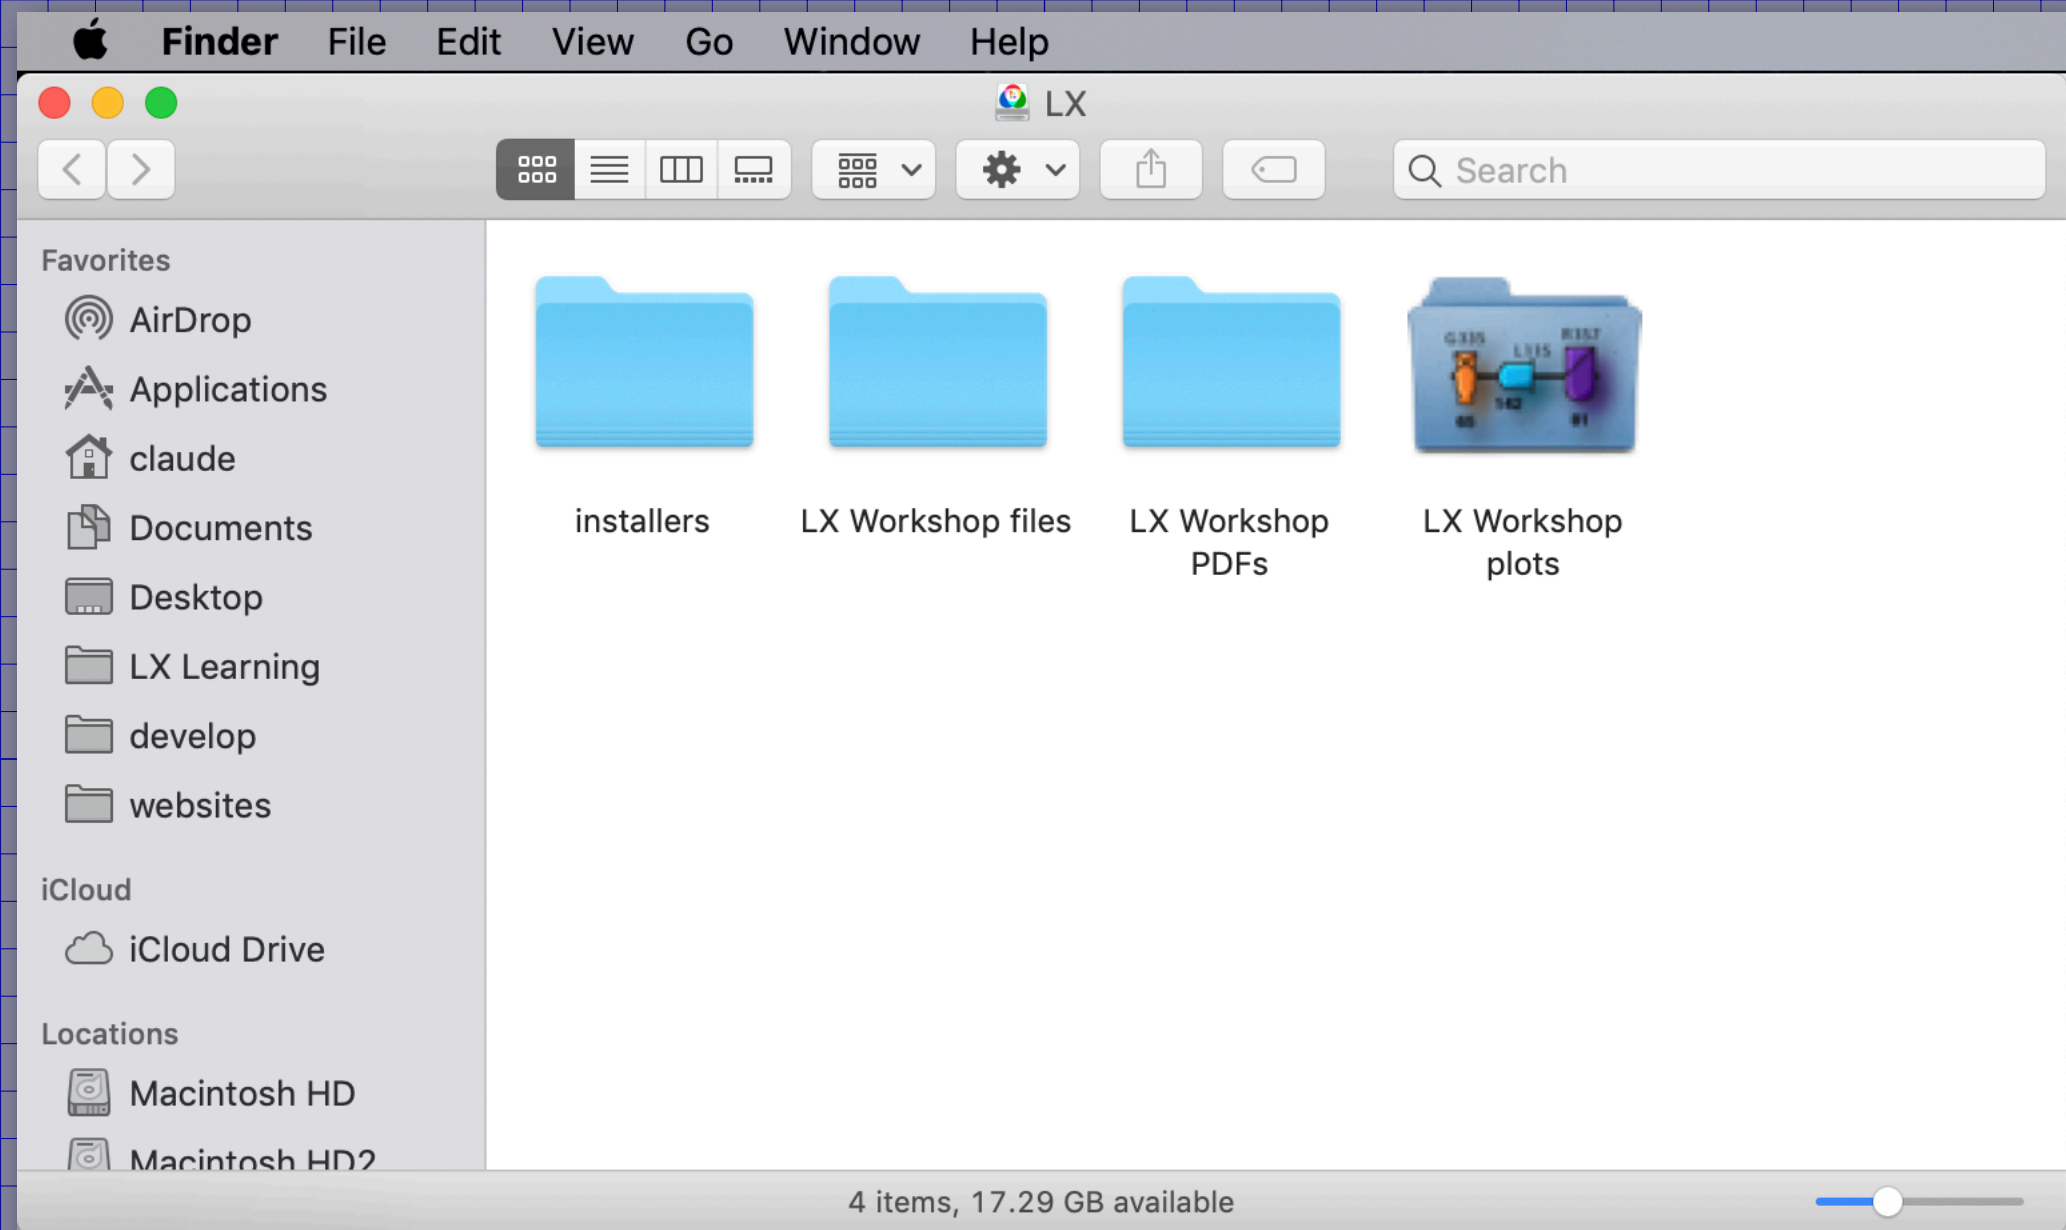 Finder File Edit View Go Window Help
LX
Search
Favorites
AirDrop
Applications
claude
Documents
Desktop
LX Learning
develop
websites
iCloud
iCloud Drive
Locations
Macintosh HD
Macintosh HD2
installers
LX Workshop files
LX Workshop
PDFs
LX Workshop
plots
4 items, 17.29 GB available